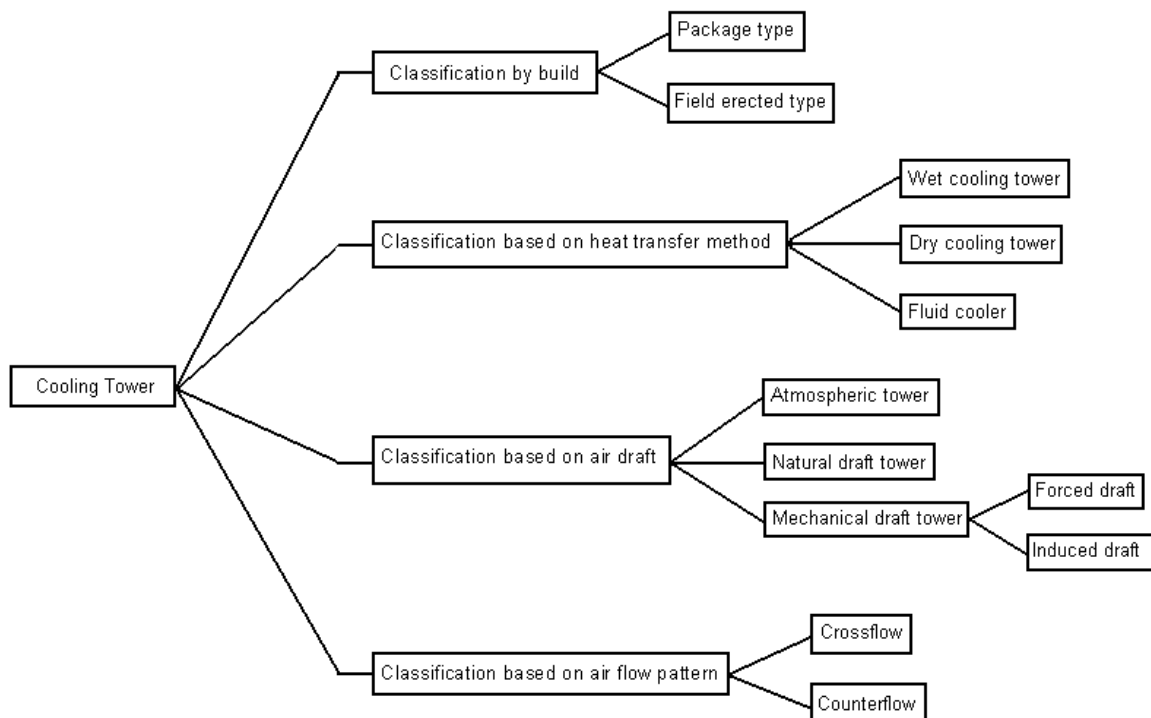 Package type
Classification by build
Field erected type
Wet cooling tower
Classification based on heat transfer method
Dry cooling tower
Fluid cooler
Cooling Tower
Atmospheric tower
Classification based on air draft
Natural draft tower
Mechanical draft tower
Forced draft
Induced draft
Crossflow
Classification based on air flow pattern
Counterflow